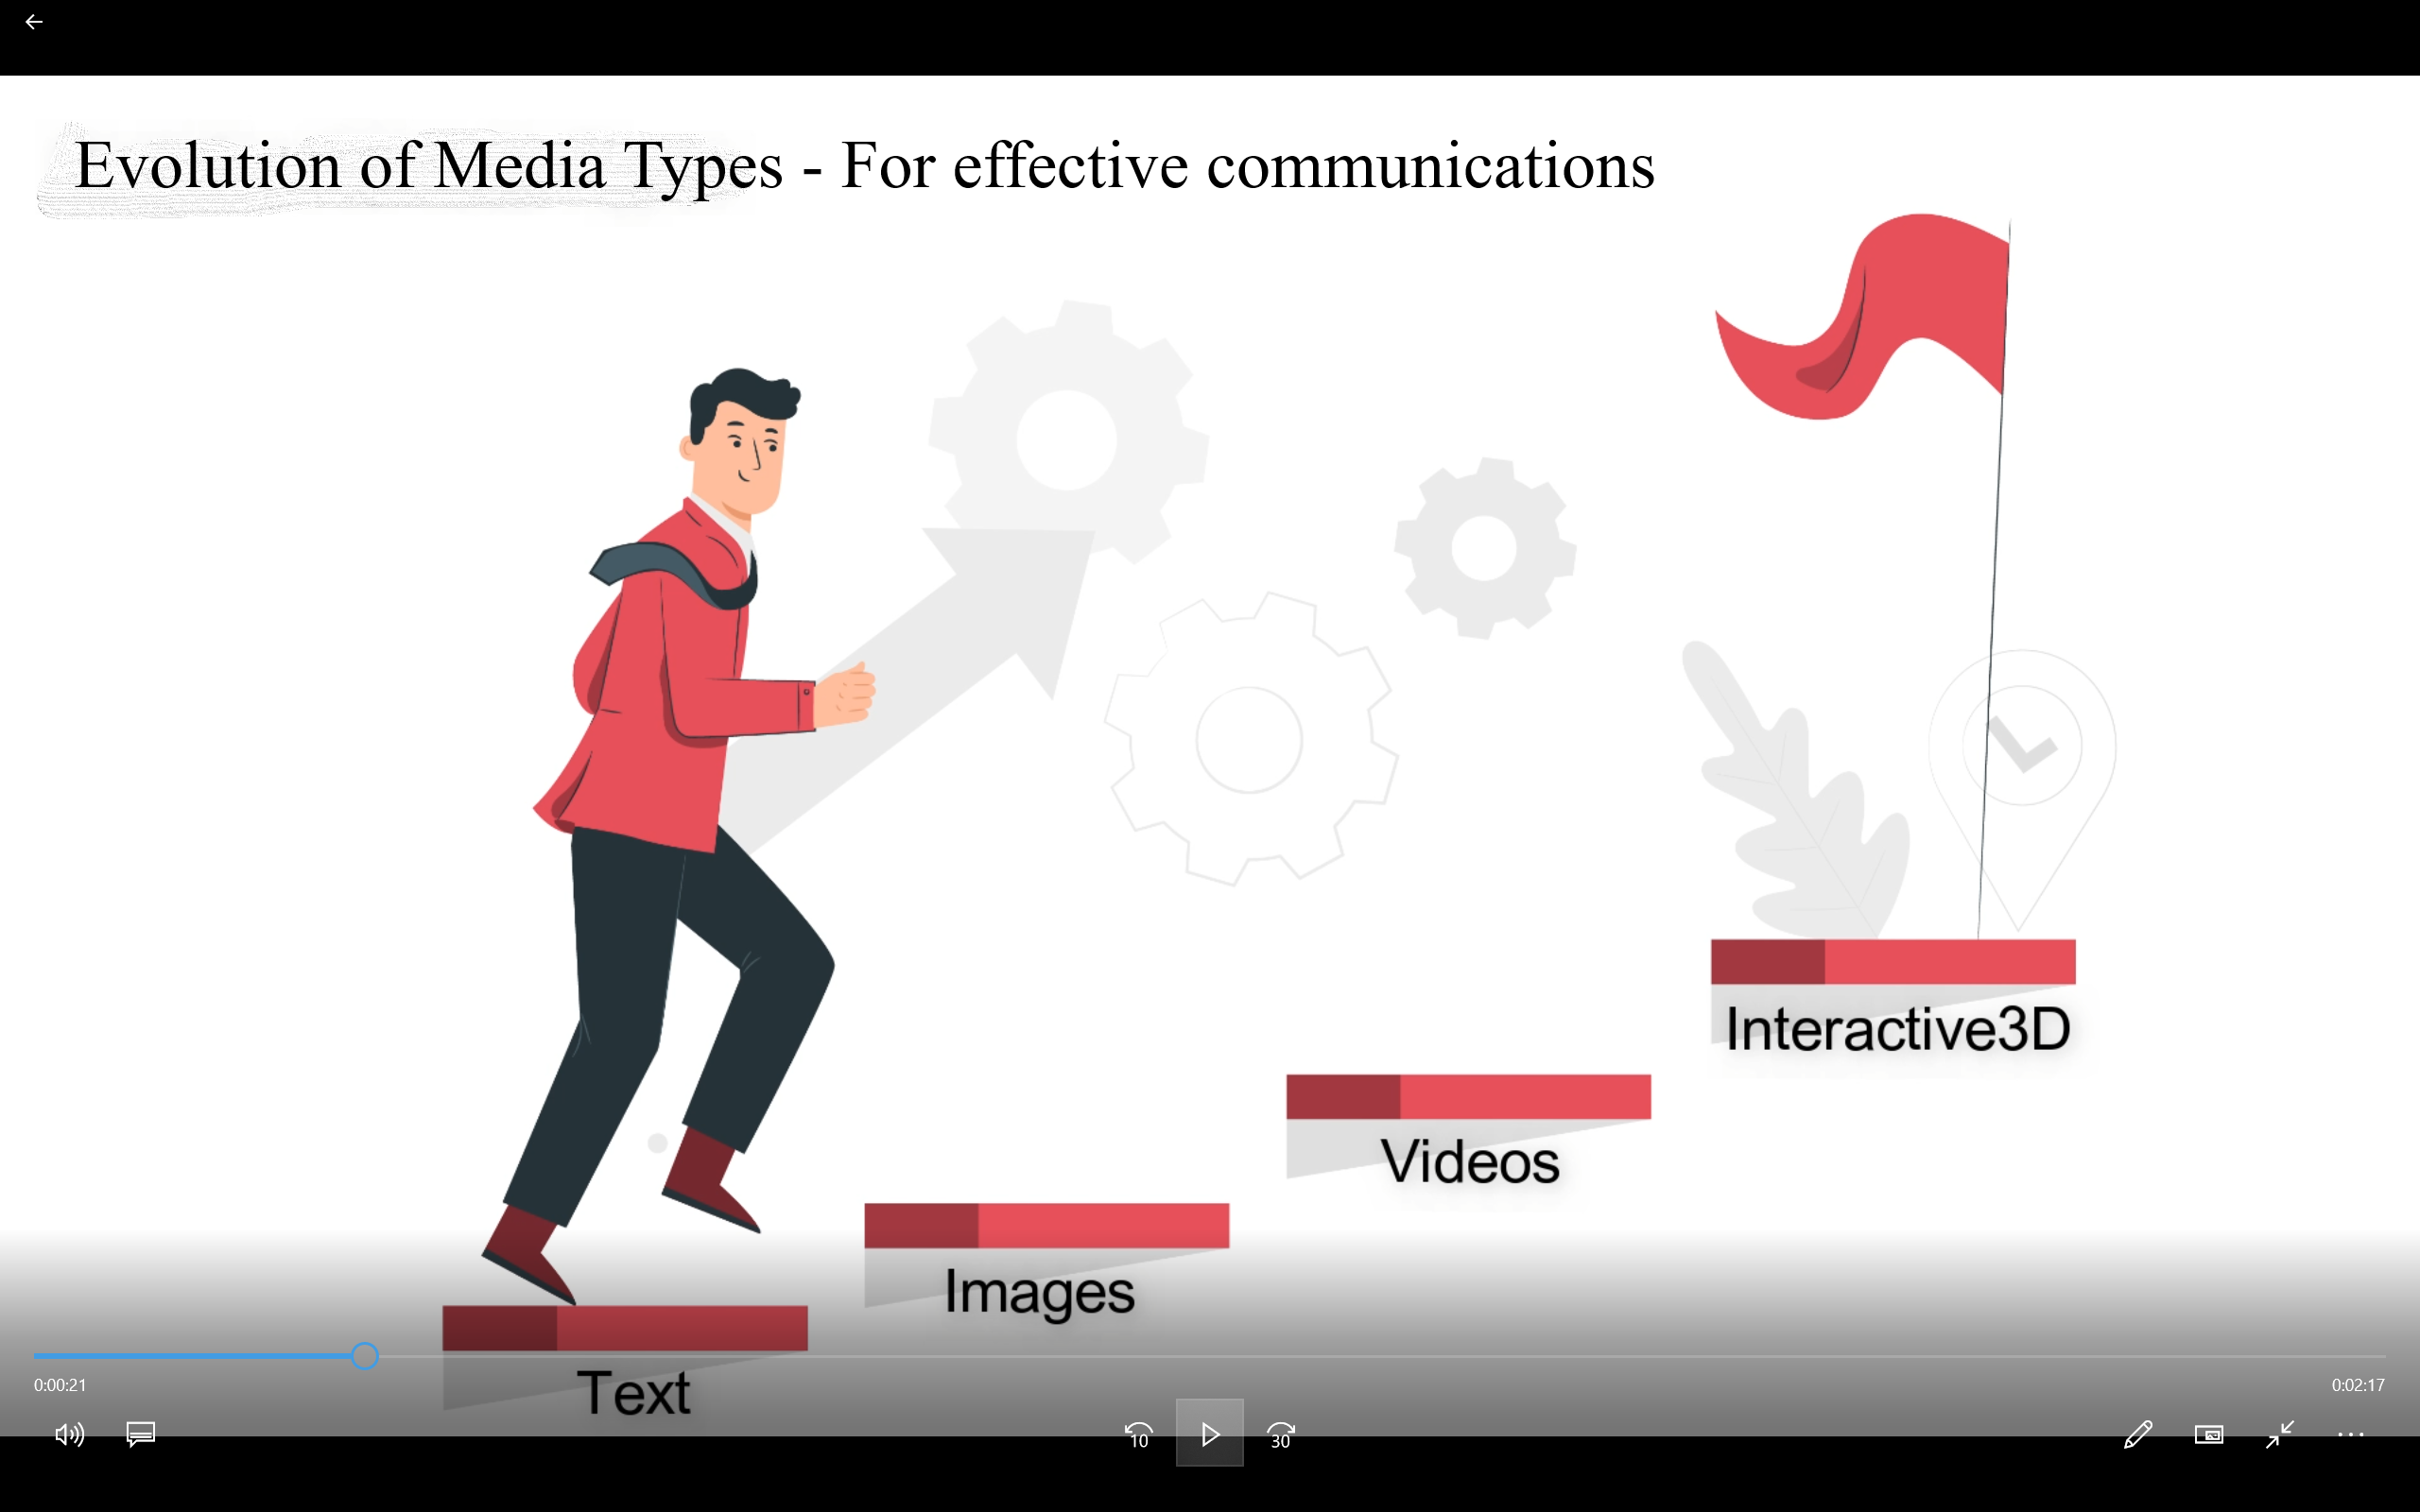 Evolution of Media Types - For effective communications
Interactive3D
Videos
Images
Text
0:00:21
0:02:17
10
30